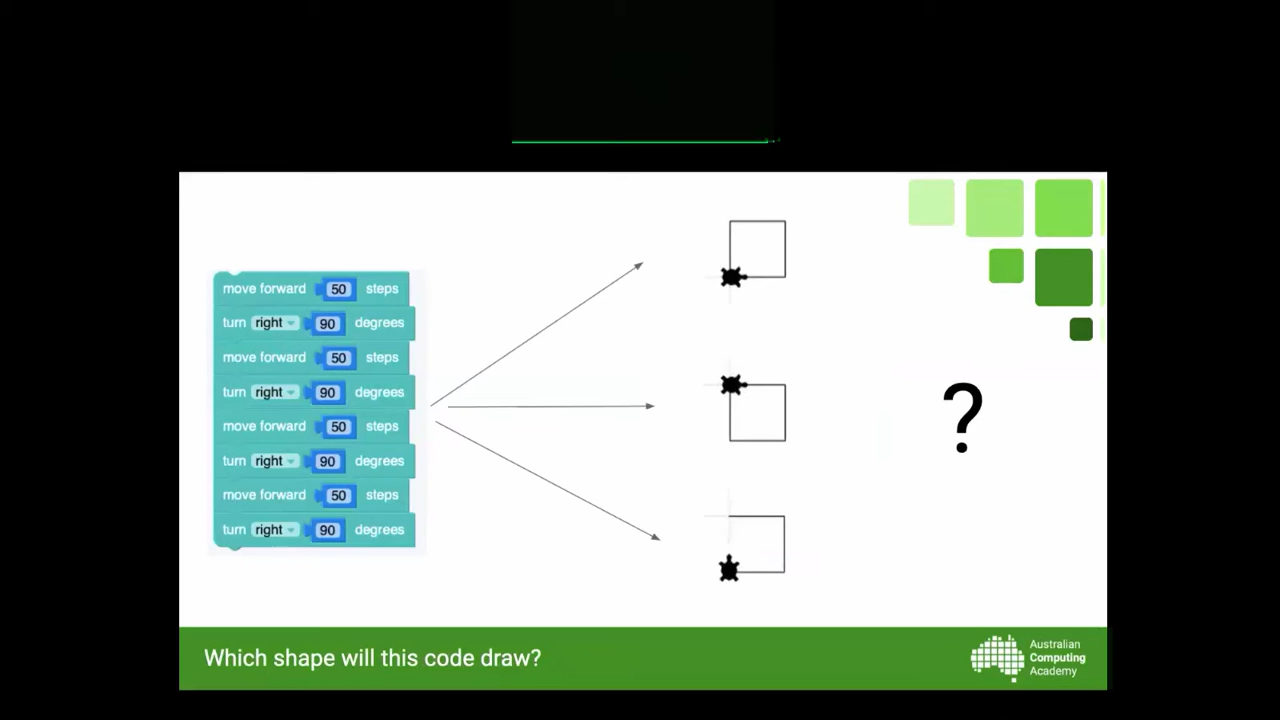 move forward 50 steps
turn right 90 degrees
move forward 50 steps
turn right 90 degrees
move forward 50 steps
turn right 90 degrees
move forward 50 steps
turn right 90 degrees
?
Which shape will this code draw?
Australian
Computing
Academy